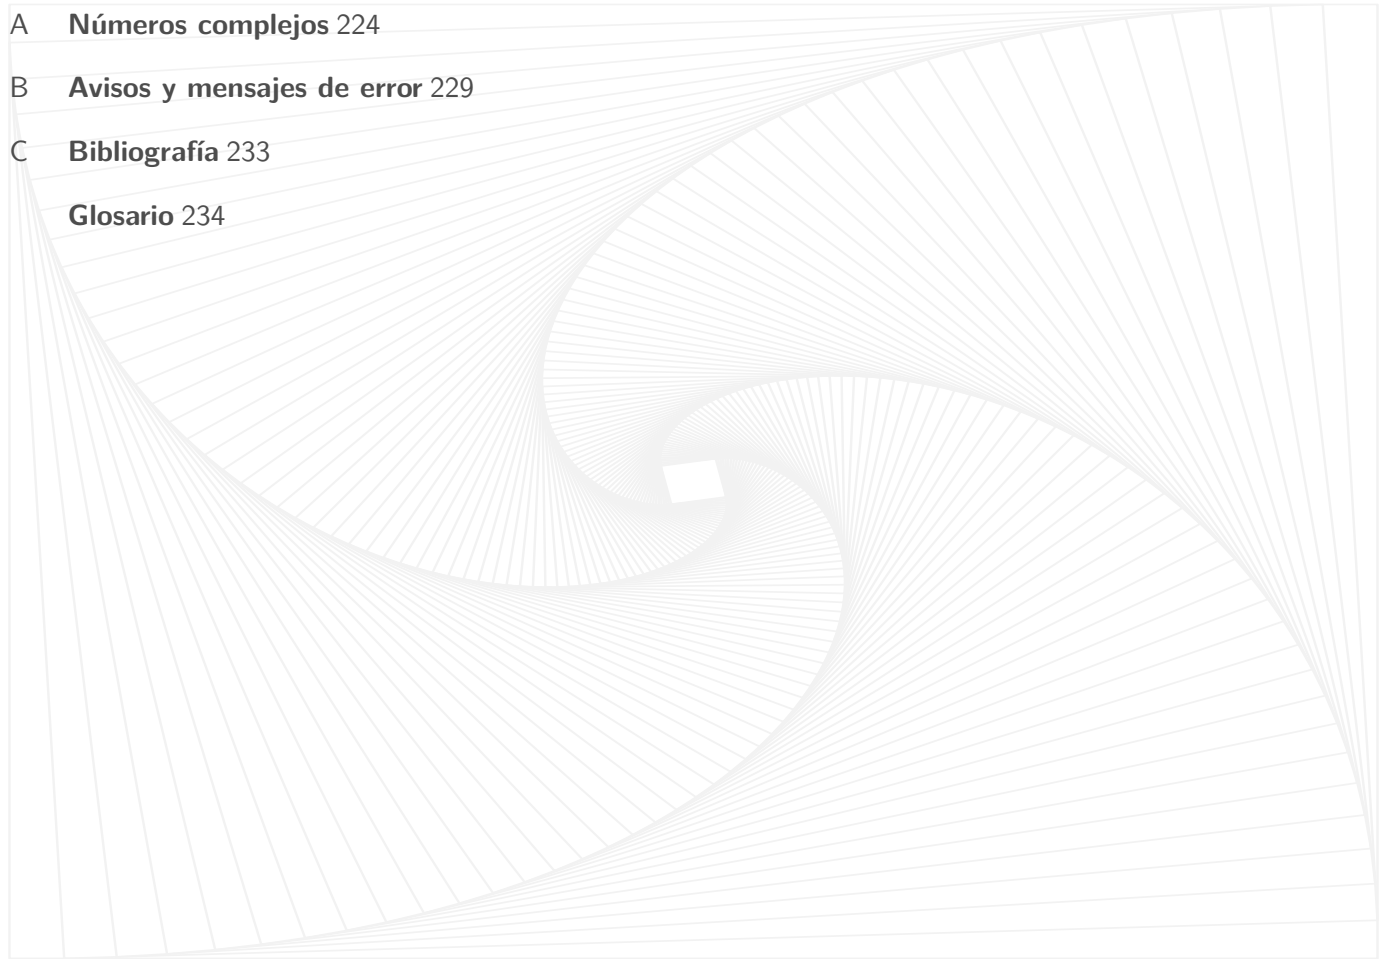 A Números complejos 224
B Avisos y mensajes de error 229
C Bibliografía 233
Glosario 234